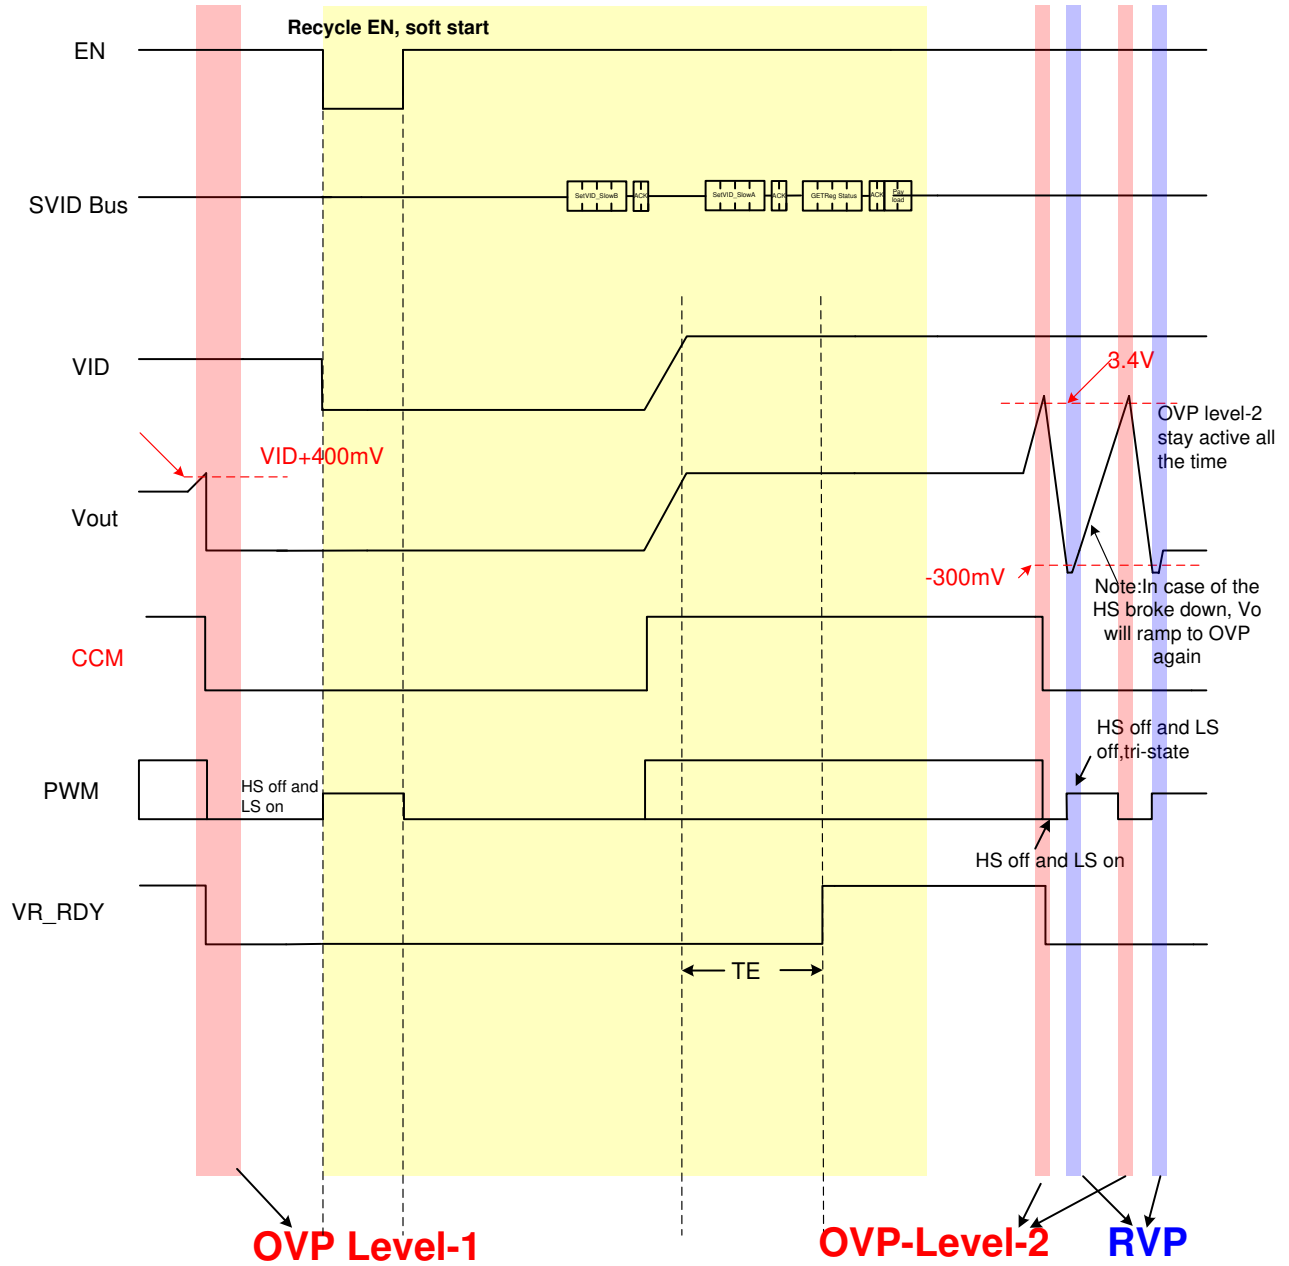 Recycle EN, soft start
EN
SVID Bus
SetVID_SlowB
ACK
SetVID_SlowA
ACK
GETReg Status
ACK
Pay
load
VID
3.4V
OVP level-2
stay active all
the time
VID+400mV
Vout
-300mV
Note:In case of the
HS broke down, Vo
will ramp to OVP
again
CCM
HS off and LS
off,tri-state
PWM
HS off and
LS on
HS off and LS on
VR_RDY
TE
OVP Level-1
OVP-Level-2
RVP